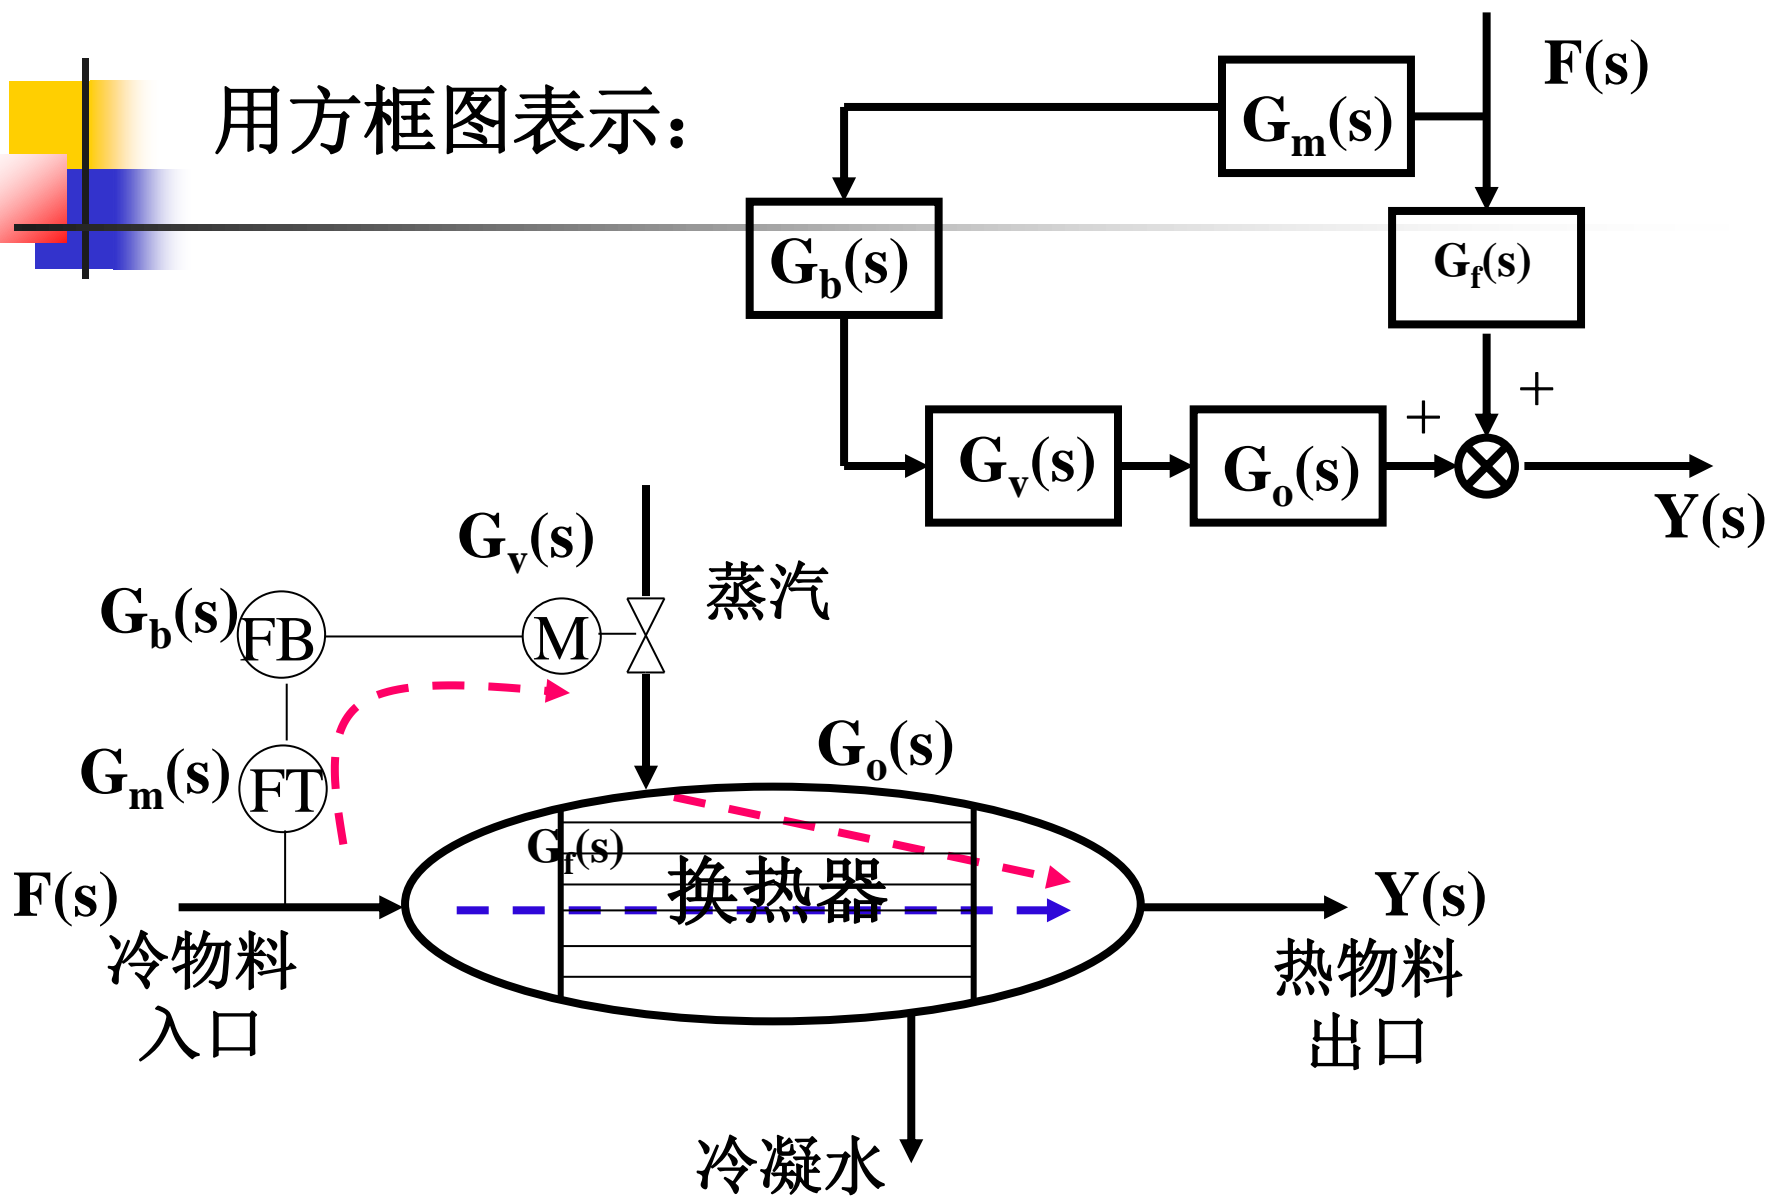 用方框图表示：
F(s)
Gm(s)
Gb(s)
Gf(s)
+
+
Gv(s)
Go(s)
Y(s)
Gv(s)
蒸汽
Gb(s)
FB
M
Go(s)
Gm(s)
FT
Gf(s)
换热器
F(s)
Y(s)
冷物料
入口
热物料
出口
冷凝水